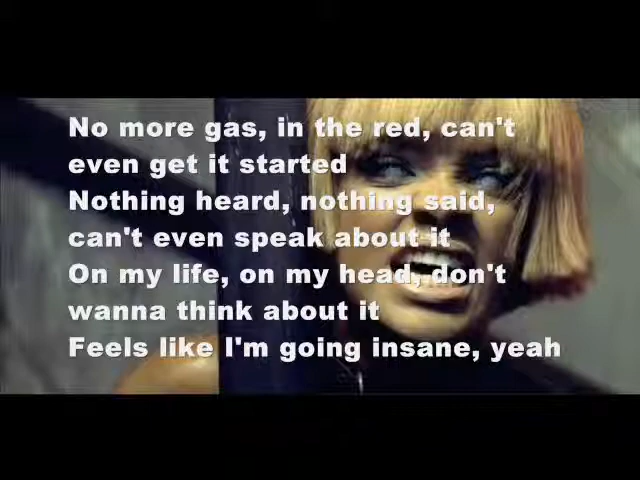 No more gas, in the red, can't
even get it started
Nothing heard, nothing said,
can't even speak about it
On my life, on my head, don't
wanna think about it
Feels like I'm going insane, yeah